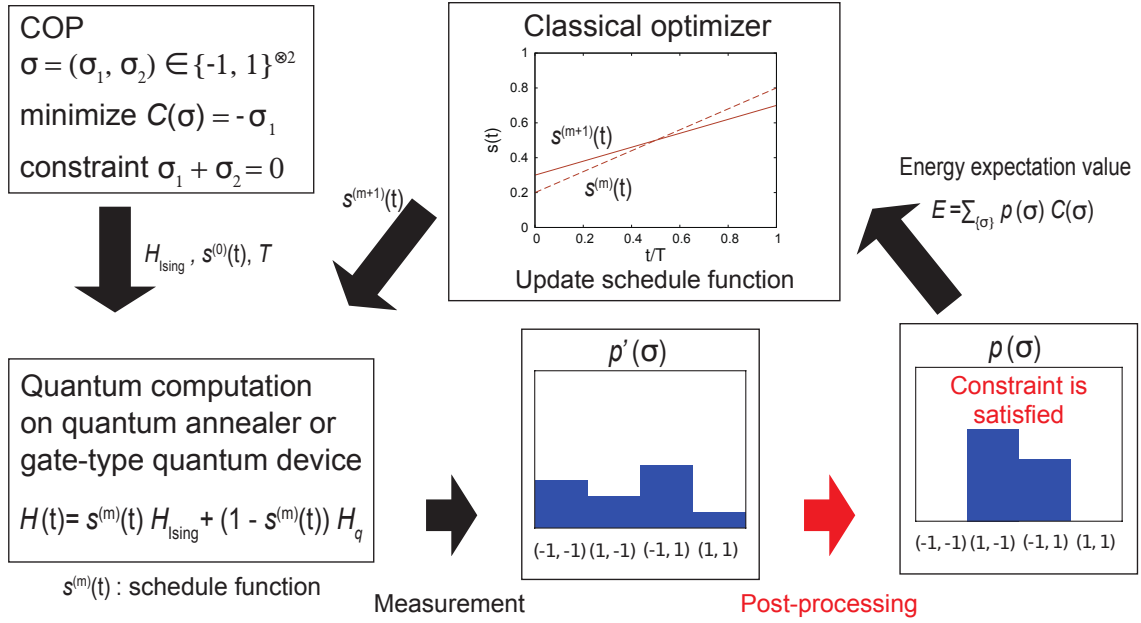 COP
σ = (σ₁, σ₂) ∈ {-1, 1}^⊗2
minimize C(σ) = -σ₁
constraint σ₁ + σ₂ = 0
H_Ising , s⁽⁰⁾(t), T
Quantum computation
on quantum annealer or
gate-type quantum device
H(t)= s⁽ᵐ⁾(t) H_Ising + (1 - s⁽ᵐ⁾(t)) H_q
s⁽ᵐ⁾(t) : schedule function
Measurement
p’(σ)
(-1, -1) (1, -1) (-1, 1) (1, 1)
Post-processing
p(σ)
Constraint is
satisfied
(-1, -1) (1, -1) (-1, 1) (1, 1)
Energy expectation value
E =∑_{σ} p(σ) C(σ)
Classical optimizer
1
0.8
0.6
0.4
0.2
0
s(t)
s⁽ᵐ⁺¹⁾(t)
s⁽ᵐ⁾(t)
0 0.2 0.4 0.6 0.8 1
t/T
Update schedule function
s⁽ᵐ⁺¹⁾(t)